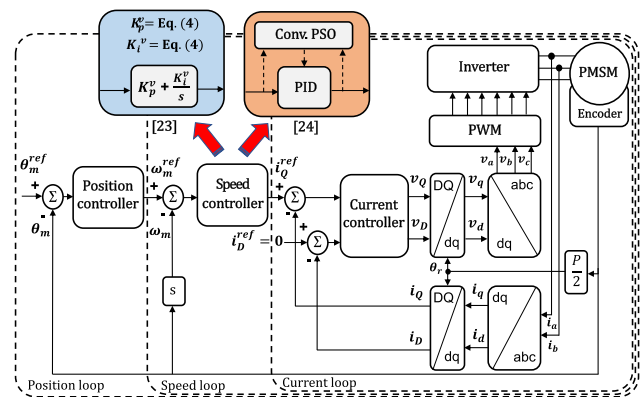 K_p^v = Eq. (4)
K_i^v = Eq. (4)
K_p^v + K_i^v / s
[23]
Conv. PSO
PID
[24]
Inverter
PMSM
Encoder
PWM
v_a v_b v_c
θ_m^ref
+
Σ
-
θ_m
Position controller
ω_m^ref
+
Σ
-
ω_m
Speed controller
i_Q^ref
+
Σ
-
i_D^ref = 0
+
Σ
-
Current controller
v_Q
v_D
DQ
dq
v_q
v_d
abc
dq
θ_r
P/2
s
i_Q
i_D
DQ
dq
i_q
i_d
dq
abc
i_a
i_b
Position loop
Speed loop
Current loop